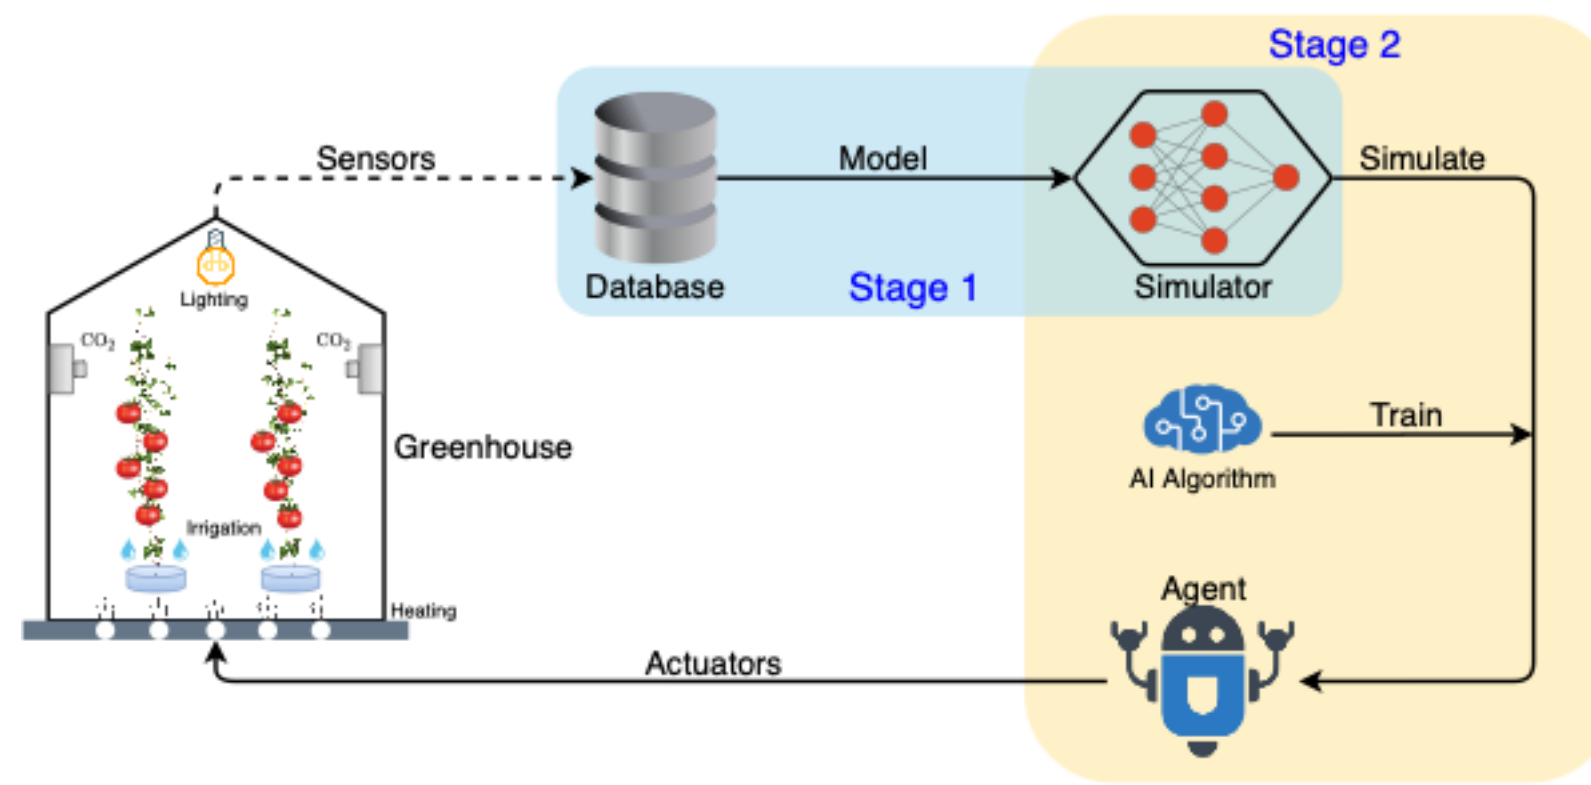 Stage 2
Sensors
Model
Simulate
Database
Stage 1
Simulator
Lighting
CO2
CO2
Greenhouse
Train
AI Algorithm
Irrigation
Heating
Agent
Actuators